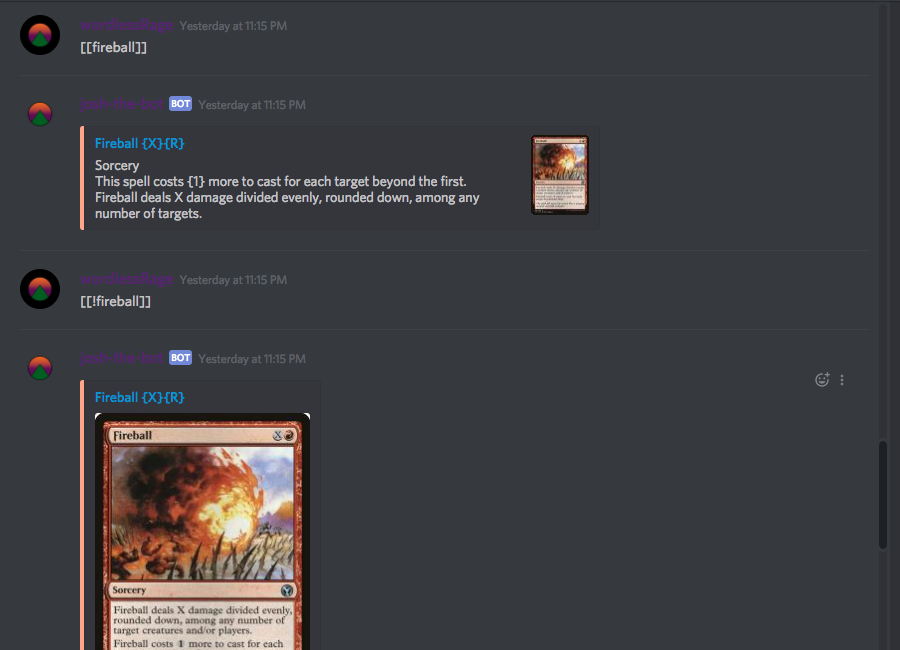 wordlessRage Yesterday at 11:15 PM
[[fireball]]
josh-the-bot BOT Yesterday at 11:15 PM
Fireball {X}{R}
Sorcery
This spell costs {1} more to cast for each target beyond the first.
Fireball deals X damage divided evenly, rounded down, among any
number of targets.
wordlessRage Yesterday at 11:15 PM
[[!fireball]]
josh-the-bot BOT Yesterday at 11:15 PM
Fireball {X}{R}
Fireball X
Sorcery
Fireball deals X damage divided evenly,
rounded down, among any number of
target creatures and/or players.
Fireball costs 1 more to cast for each